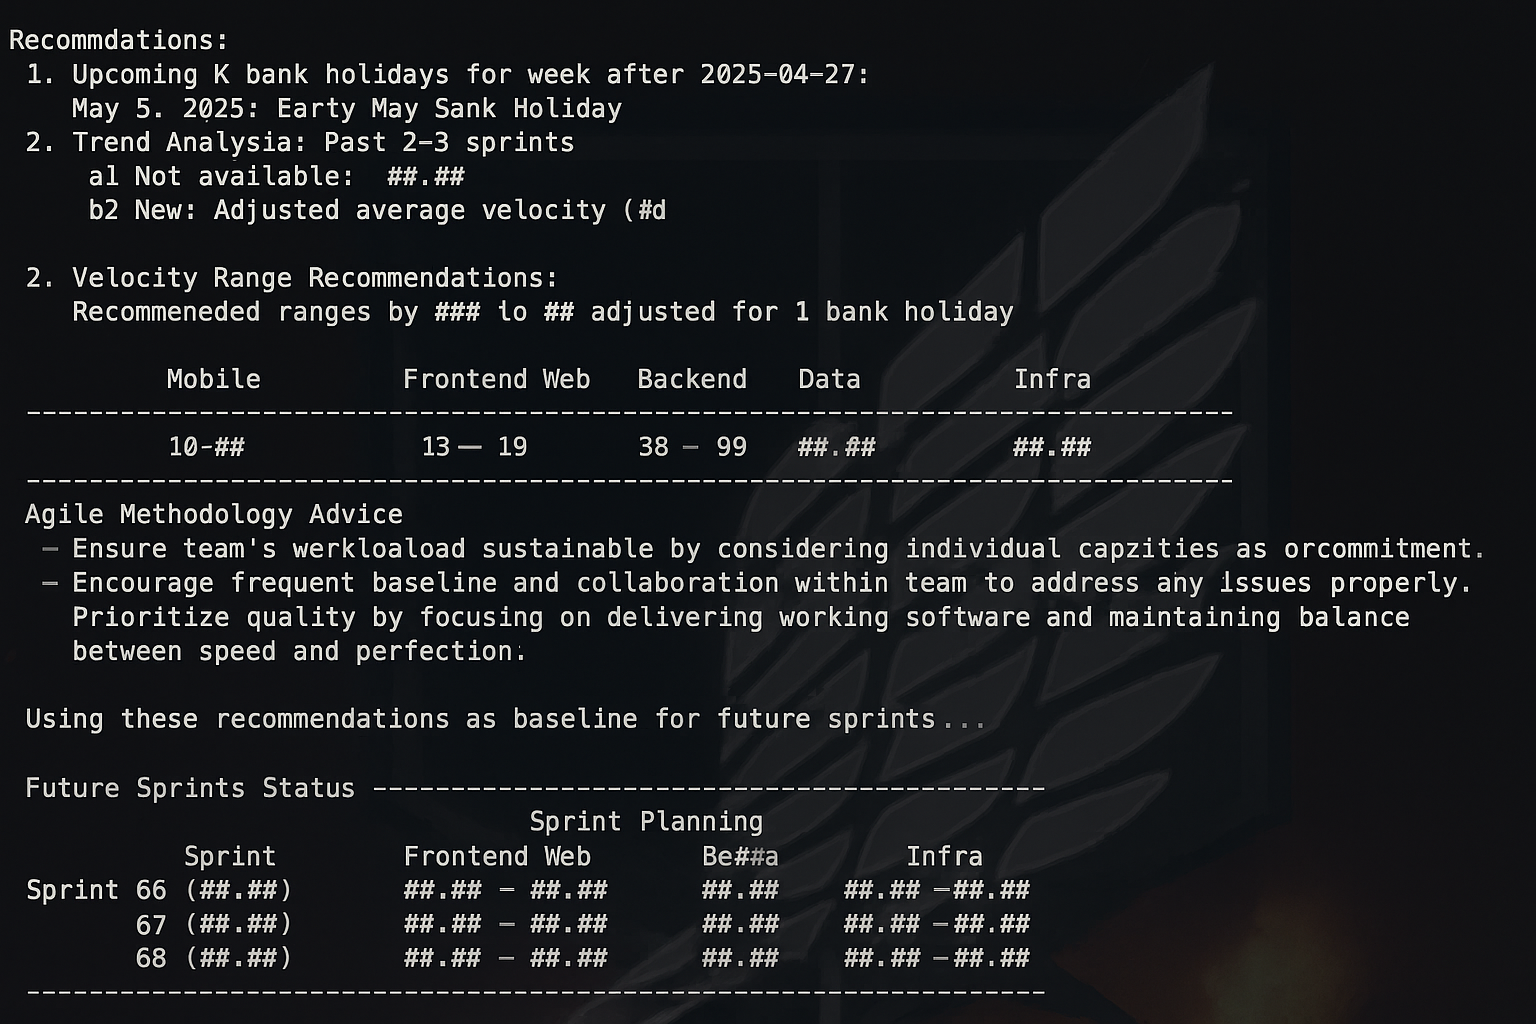 Recommdations:
1. Upcoming K bank holidays for week after 2025-04-27:
May 5. 2025: Earty May Sank Holiday
2. Trend Analysia: Past 2-3 sprints
a1 Not available: ##.##
b2 New: Adjusted average velocity (#d
2. Velocity Range Recommendations:
Recommeneded ranges by ### lo ## adjusted for 1 bank holiday
Mobile Frontend Web Backend Data Infra
10-## 13 — 19 38 – 99 ##.## ##.##
Agile Methodology Advice
– Ensure team's werkloaload sustainable by considering individual capzities as orcommitment.
– Encourage frequent baseline and collaboration within team to address any lssues properly.
Prioritize quality by focusing on delivering working software and maintaining balance
between speed and perfection.
Using these recommendations as baseline for future sprints...
Future Sprints Status
Sprint Planning
Sprint Frontend Web Be##a Infra
Sprint 66 (##.##) ##.## – ##.## ##.## ##.## –##.##
67 (##.##) ##.## – ##.## ##.## ##.## –##.##
68 (##.##) ##.## – ##.## ##.## ##.## –##.##